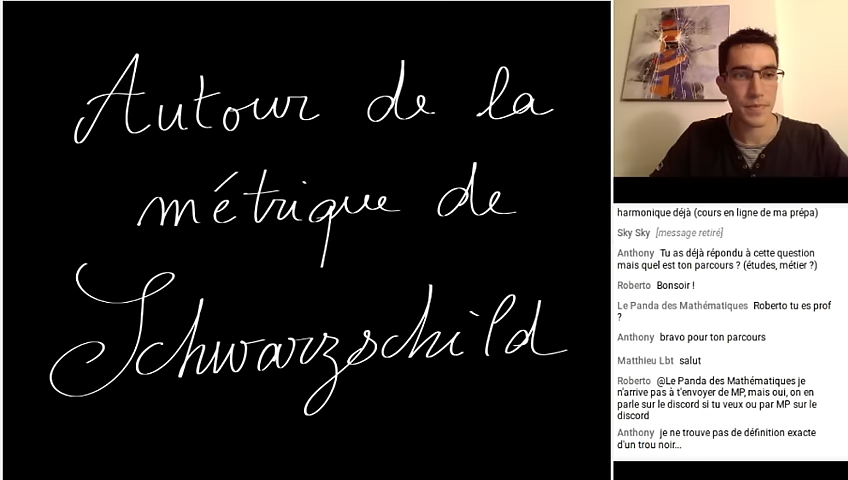 Autour de la
métrique de
Schwarzschild
harmonique déjà (cours en ligne de ma prépa)
Sky Sky [message retiré]
Anthony Tu as déjà répondu à cette question
mais quel est ton parcours ? (études, métier ?)
Roberto Bonsoir !
Le Panda des Mathématiques Roberto tu es prof
?
Anthony bravo pour ton parcours
Matthieu Lbt salut
Roberto @Le Panda des Mathématiques je
n'arrive pas à t'envoyer de MP, mais oui, on en
parle sur le discord si tu veux ou par MP sur le
discord
Anthony je ne trouve pas de définition exacte
d'un trou noir...